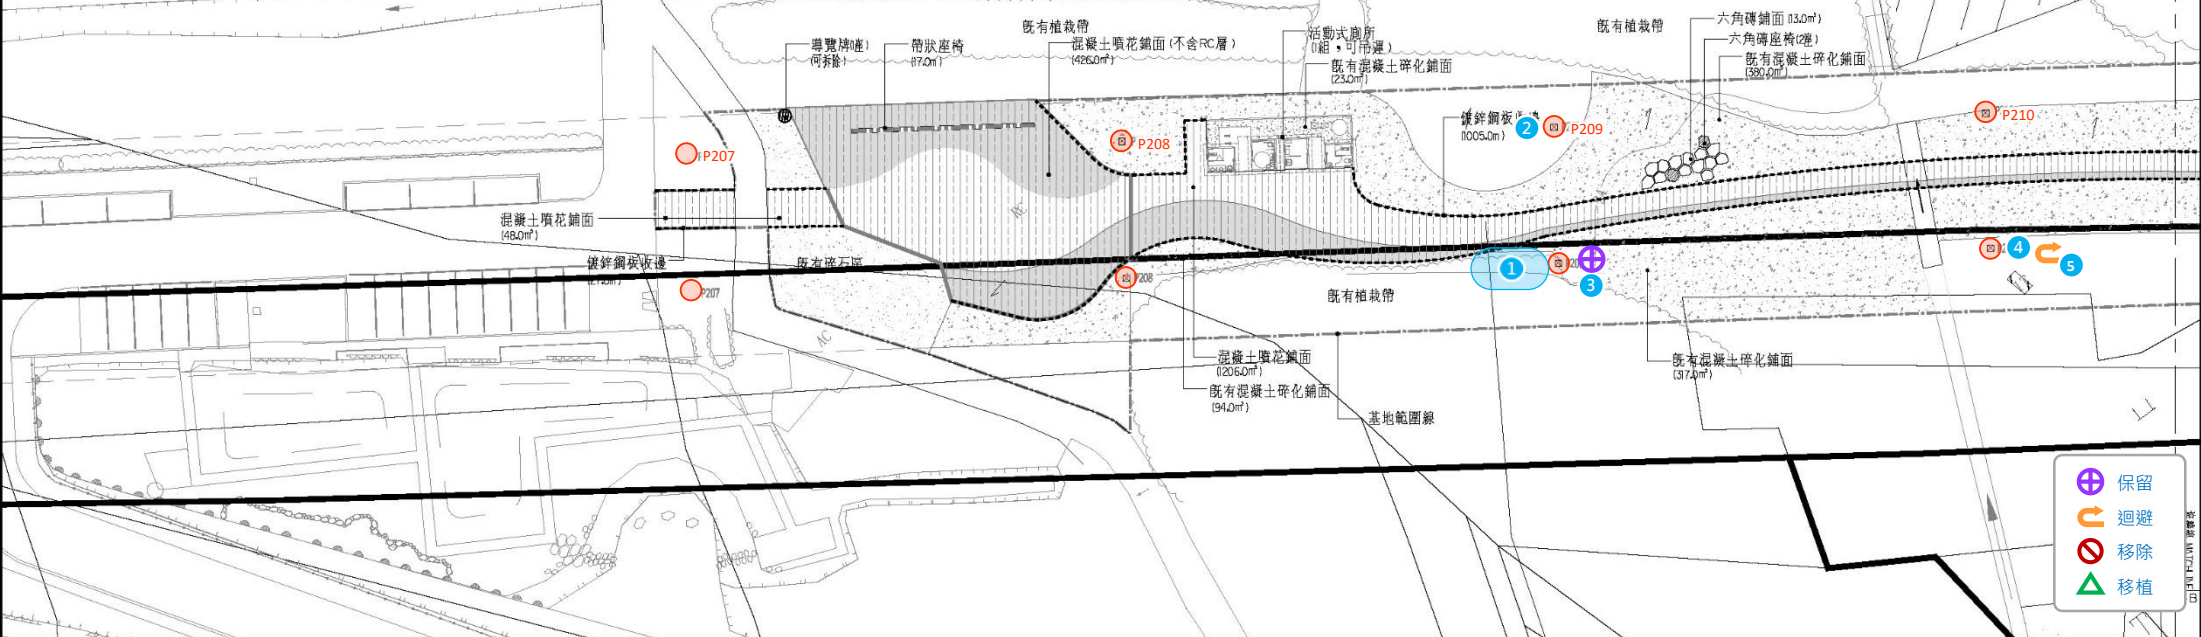 既有植栽帶
既有植栽帶
六角磚鋪面 (13.0㎡)
六角磚座椅(2座)
既有混凝土碎化鋪面
(380.0㎡)
導覽牌(1座)
(可拆除)
帶狀座椅
(17.0m)
混凝土噴花鋪面(不含RC層)
(426.0㎡)
活動式廁所
(1組，可吊運)
既有混凝土碎化鋪面
(23.0㎡)
鍍鋅鋼板收邊
(1005.0m)
2
P209
P210
P207
P208
混凝土噴花鋪面
(48.0㎡)
RC
鍍鋅鋼板收邊
既有碎石區
P207
P208
1
3
4
5
既有植栽帶
AC
混凝土噴花鋪面
(1206.0㎡)
既有混凝土碎化鋪面
(94.0㎡)
基地範圍線
既有混凝土碎化鋪面
(317.0㎡)
保留
迴避
移除
移植